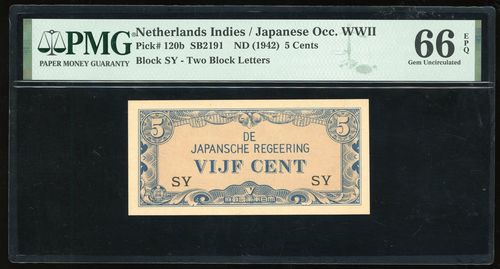 PMG
PAPER MONEY GUARANTY
Netherlands Indies / Japanese Occ. WWII
Pick# 120b SB2191 ND (1942) 5 Cents
Block SY - Two Block Letters
66 EPQ
Gem Uncirculated
5 5
DE
JAPANSCHE REGEERING
VIJF CENT
SY SY